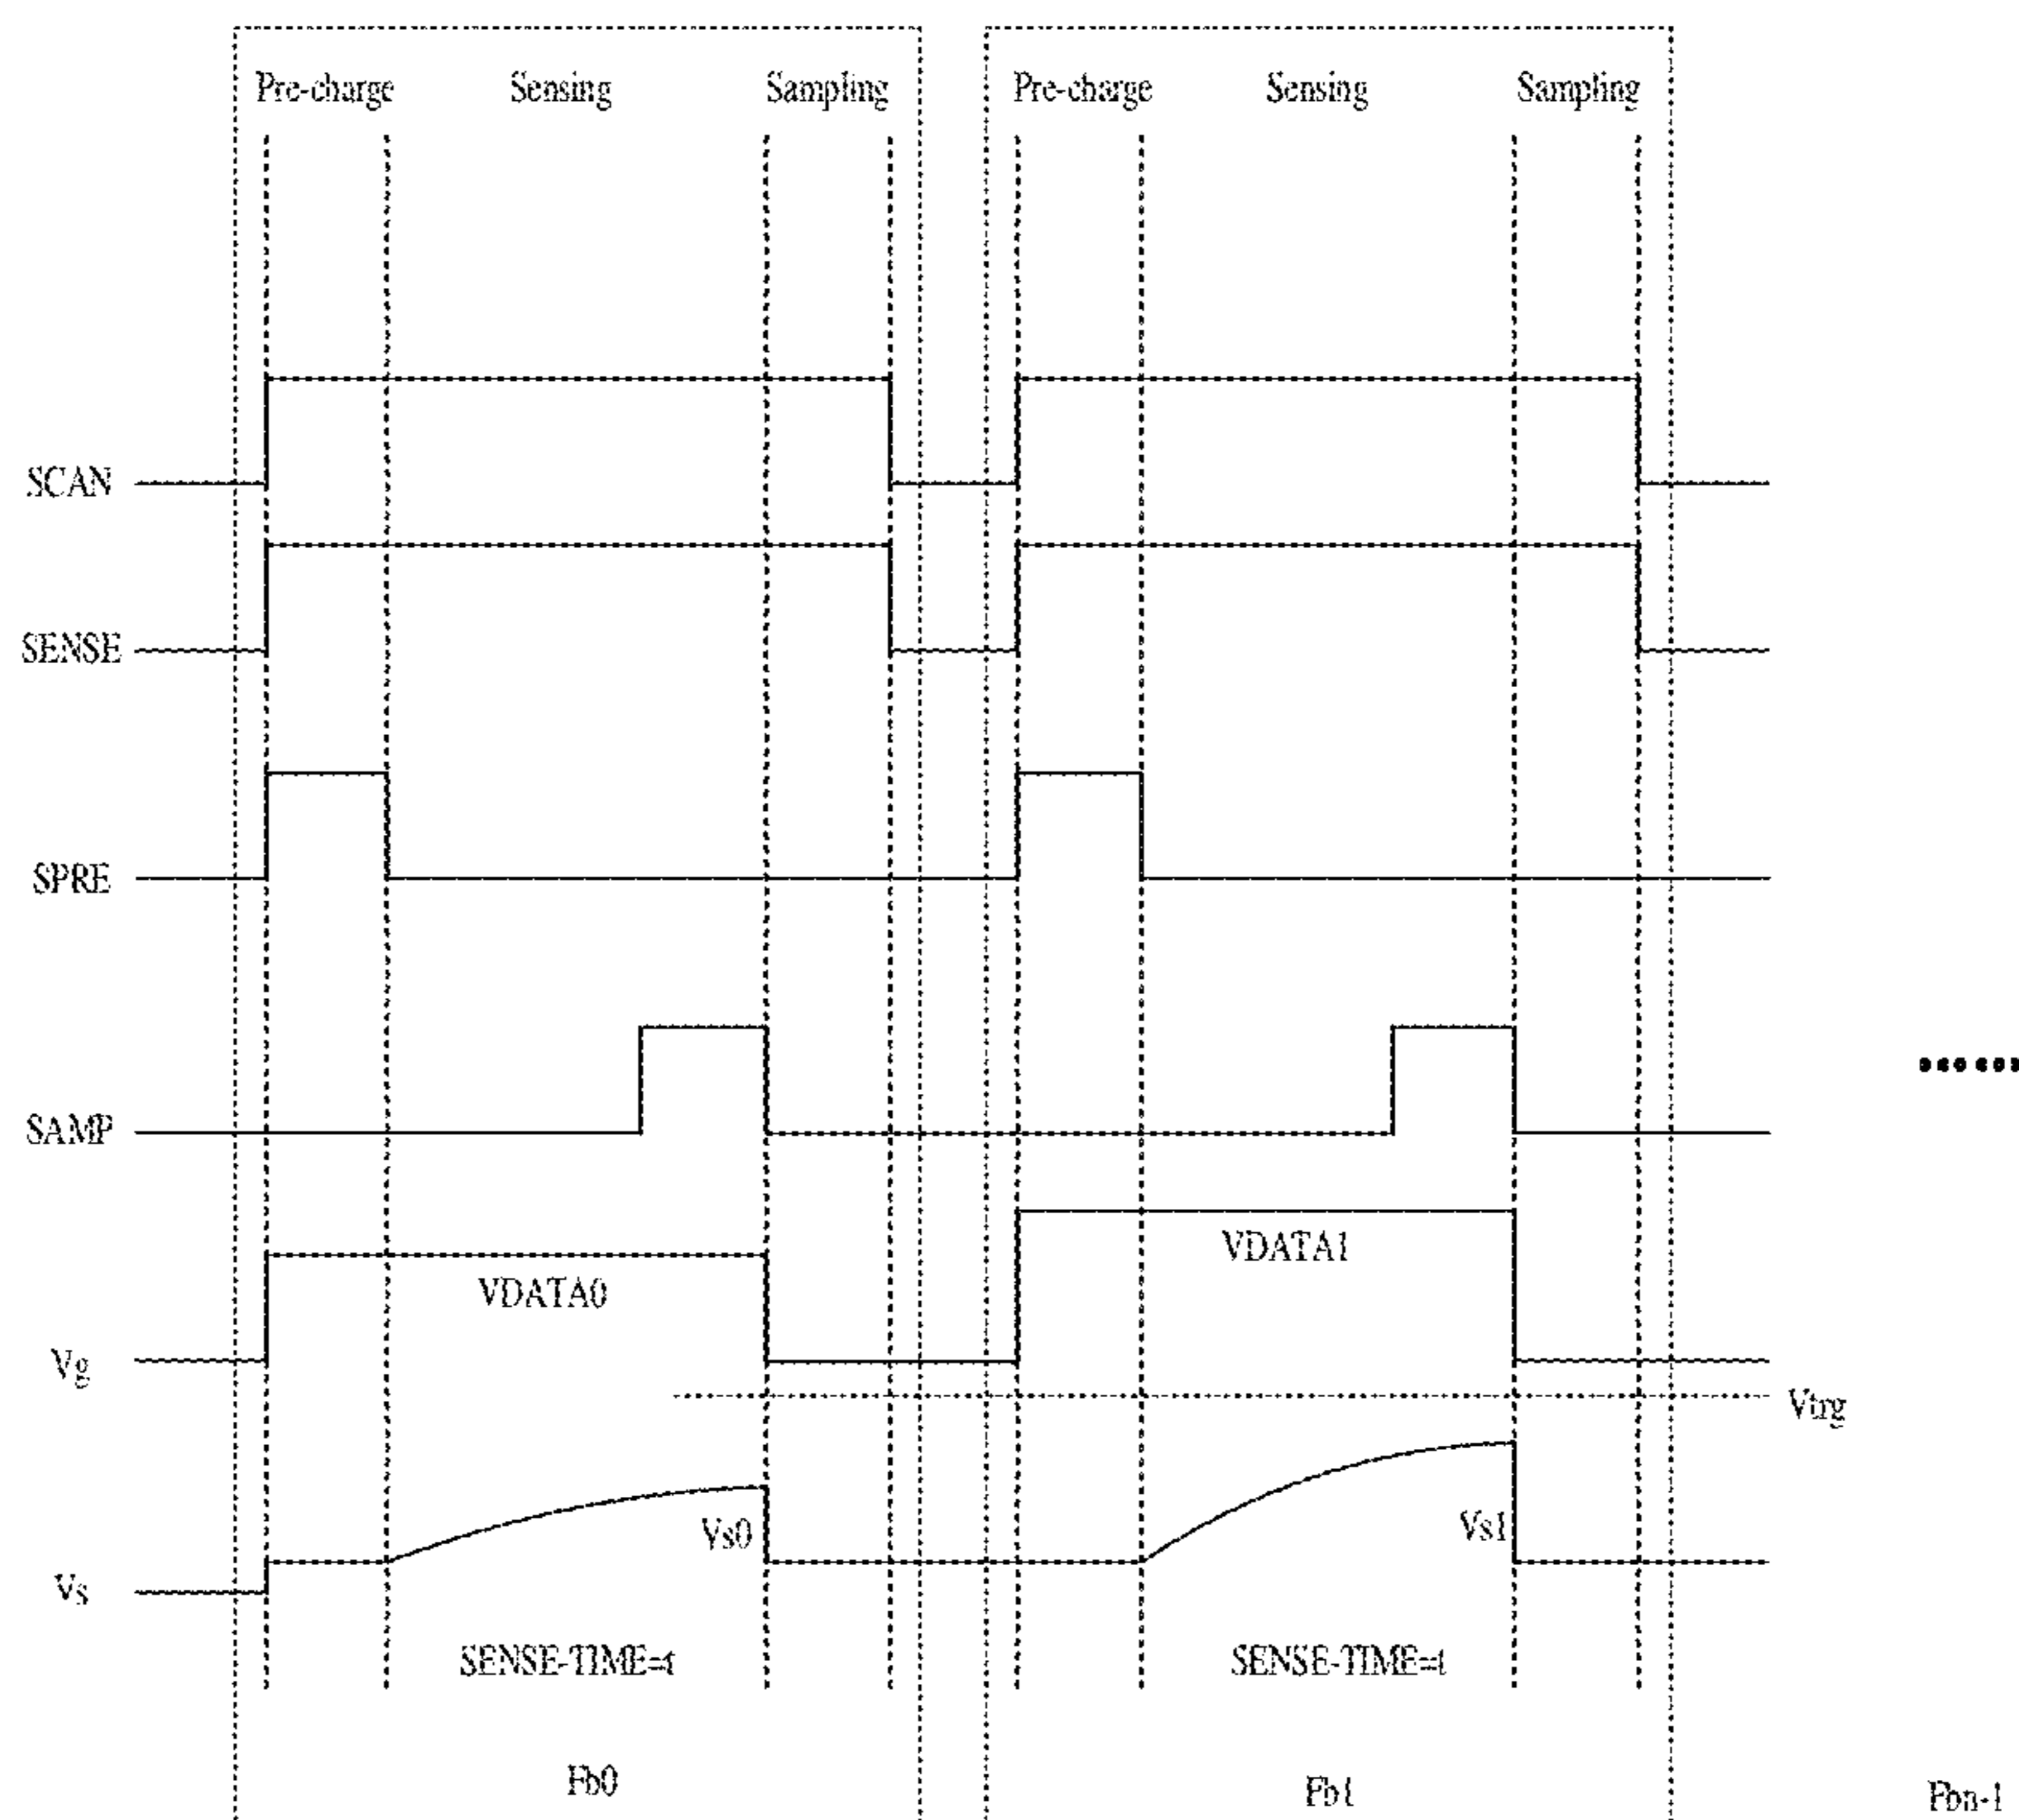 Pre-charge Sensing Sampling Pre-charge Sensing Sampling
SCAN
SENSE
SPRE
SAMP
VDATA0 VDATA1
Vg
Vtrg
Vs0 Vs1
Vs
SENSE-TIME=t SENSE-TIME=t
Fb0 Fb1 Fbn-1
......